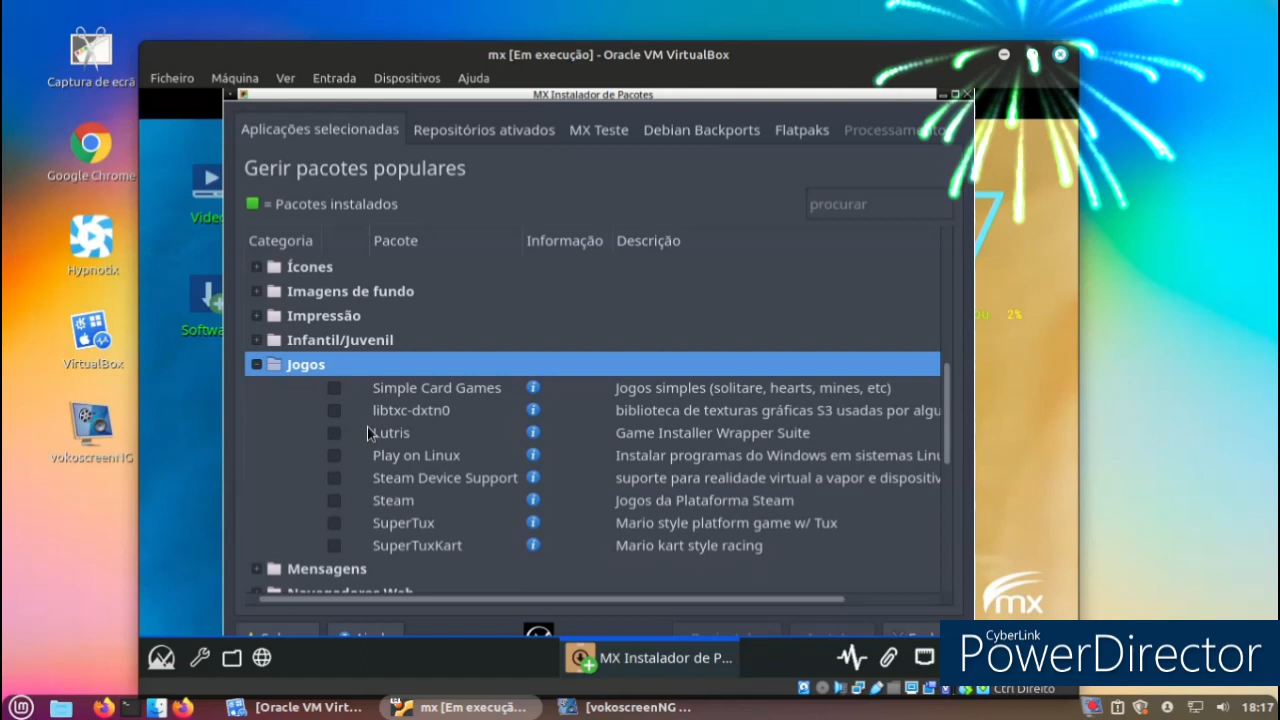 Captura de ecrã
Google Chrome
Hypnotix
VirtualBox
vokoscreenNG
mx [Em execução] - Oracle VM VirtualBox
Ficheiro Máquina Ver Entrada Dispositivos Ajuda
MX Instalador de Pacotes
Aplicações selecionadas Repositórios ativados MX Teste Debian Backports Flatpaks
Gerir pacotes populares
= Pacotes instalados procurar
Categoria Pacote Informação Descrição
Ícones
Imagens de fundo
Impressão
Infantil/Juvenil
Jogos
Simple Card Games Jogos simples (solitare, hearts, mines, etc)
libtxc-dxtn0 biblioteca de texturas gráficas S3 usadas por algu
Lutris Game Installer Wrapper Suite
Play on Linux Instalar programas do Windows em sistemas Linu
Steam Device Support suporte para realidade virtual a vapor e dispositiv
Steam Jogos da Plataforma Steam
SuperTux Mario style platform game w/ Tux
SuperTuxKart Mario kart style racing
Mensagens
2%
mx
MX Instalador de P...
CyberLink
PowerDirector
Ctrl Direito
[Oracle VM Virt... mx [Em execuçã... [vokoscreenNG ... 18:17